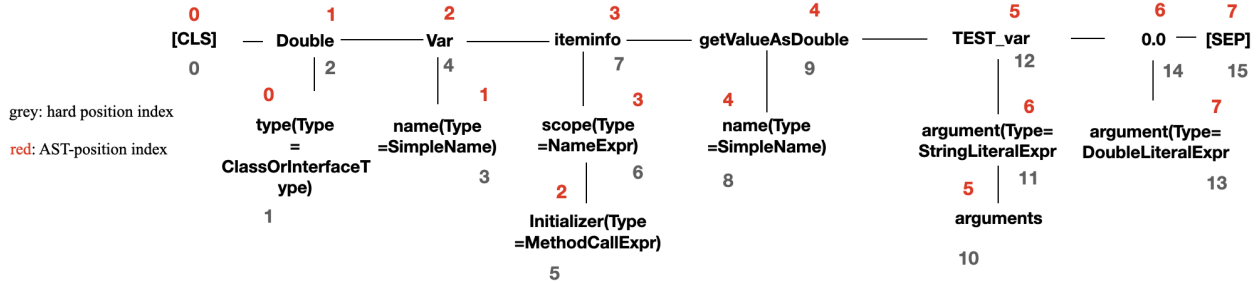 0 1 2 3 4 5 6 7
[CLS] Double Var iteminfo getValueAsDouble TEST_var 0.0 [SEP]
0 2 4 7 9 12 14 15
grey: hard position index
red: AST-position index
0
type(Type
=
ClassOrInterfaceT
ype)
1
1
name(Type
=SimpleName)
3
3
scope(Type
=NameExpr)
6
2
Initializer(Type
=MethodCallExpr)
5
4
name(Type
=SimpleName)
8
6
argument(Type=
StringLiteralExpr
11
5
arguments
10
7
argument(Type=
DoubleLiteralExpr
13